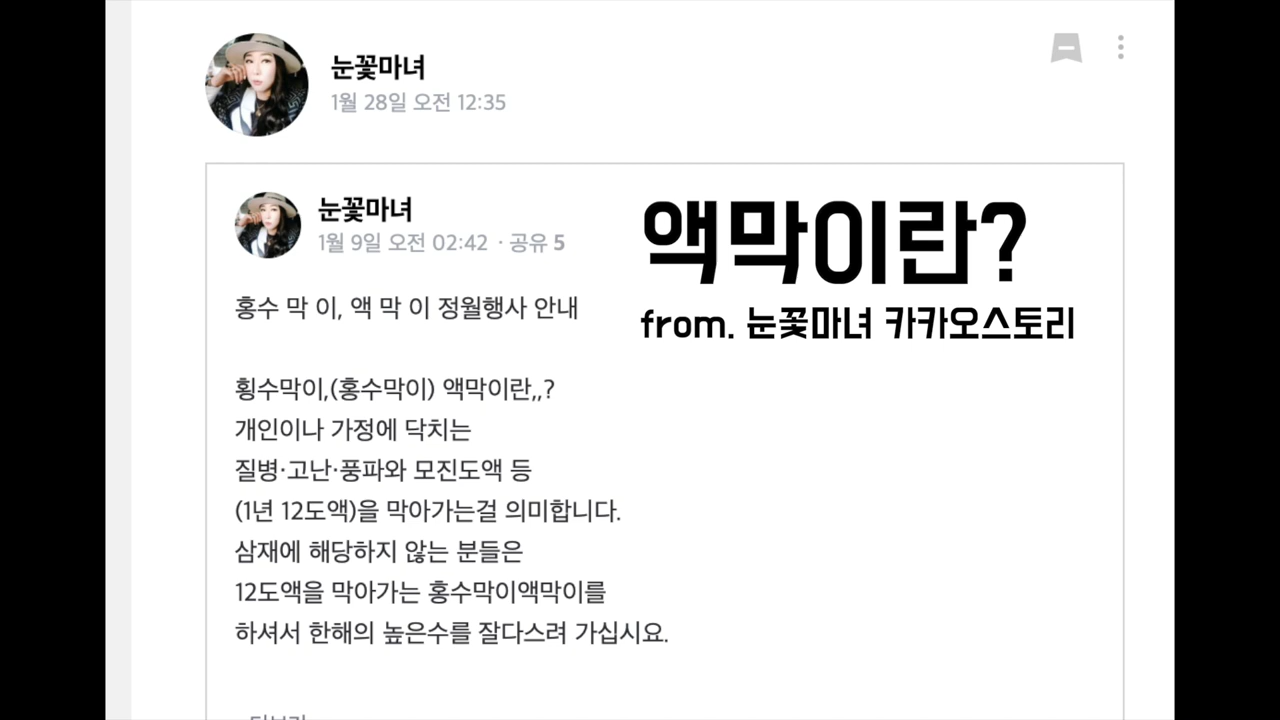 눈꽃마녀
1월 28일 오전 12:35
눈꽃마녀
1월 9일 오전 02:42 · 공유 5
액막이란?
from. 눈꽃마녀 카카오스토리
홍수 막 이, 액 막 이 정월행사 안내
횡수막이,(홍수막이) 액막이란,,?
개인이나 가정에 닥치는
질병·고난·풍파와 모진도액 등
(1년 12도액)을 막아가는걸 의미합니다.
삼재에 해당하지 않는 분들은
12도액을 막아가는 홍수막이액막이를
하셔서 한해의 높은수를 잘다스려 가십시요.